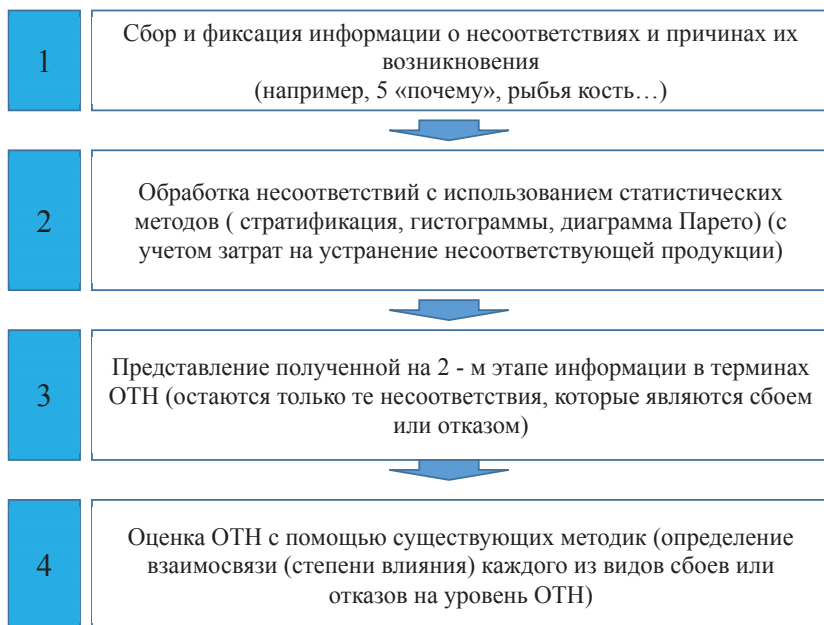 1
Сбор и фиксация информации о несоответствиях и причинах их
возникновения
(например, 5 «почему», рыбья кость…)
2
Обработка несоответствий с использованием статистических
методов ( стратификация, гистограммы, диаграмма Парето) (с
учетом затрат на устранение несоответствующей продукции)
3
Представление полученной на 2 - м этапе информации в терминах
ОТН (остаются только те несоответствия, которые являются сбоем
или отказом)
4
Оценка ОТН с помощью существующих методик (определение
взаимосвязи (степени влияния) каждого из видов сбоев или
отказов на уровень ОТН)